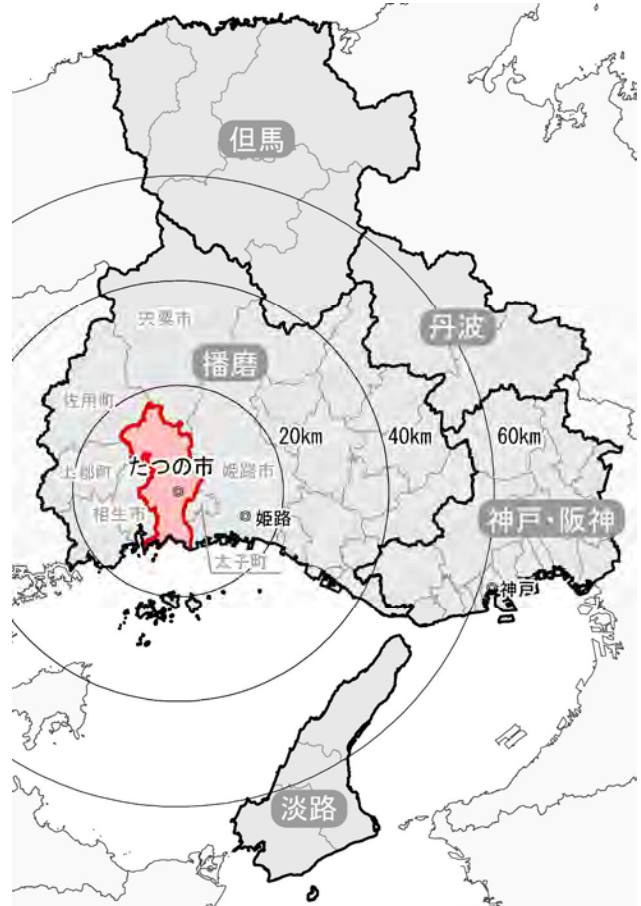 但馬
丹波
宍粟市
播磨
佐用町
20km
40km
60km
たつの市
上郡町
姫路市
相生市
姫路
神戸・阪神
太子町
神戸
淡路